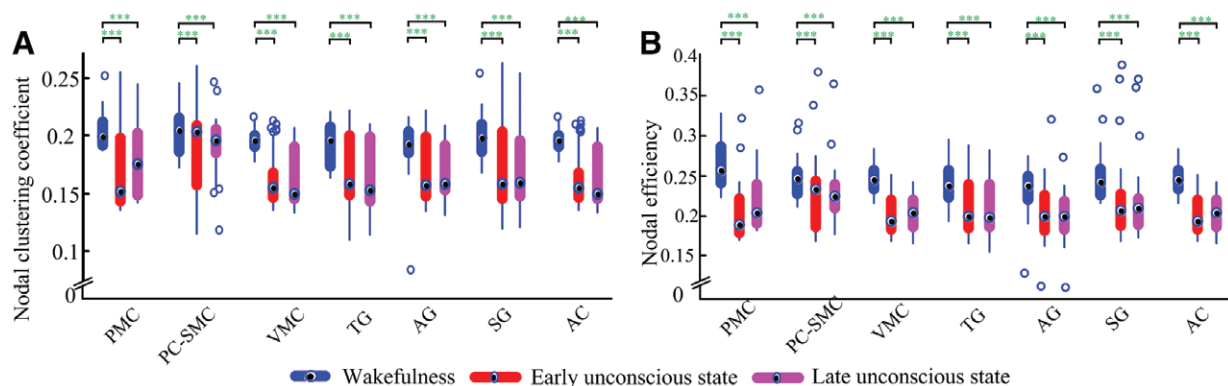 *** *** *** *** *** *** ***
*** *** *** *** *** *** ***
A
Nodal clustering coefficient
0.25
0.2
0.15
0.1
0
PMC PC-SMC VMC TG AG SG AC
*** *** *** *** *** *** ***
*** *** *** *** *** *** ***
B
Nodal efficiency
0.4
0.35
0.3
0.25
0.2
0.15
0
PMC PC-SMC VMC TG AG SG AC
Wakefulness Early unconscious state Late unconscious state